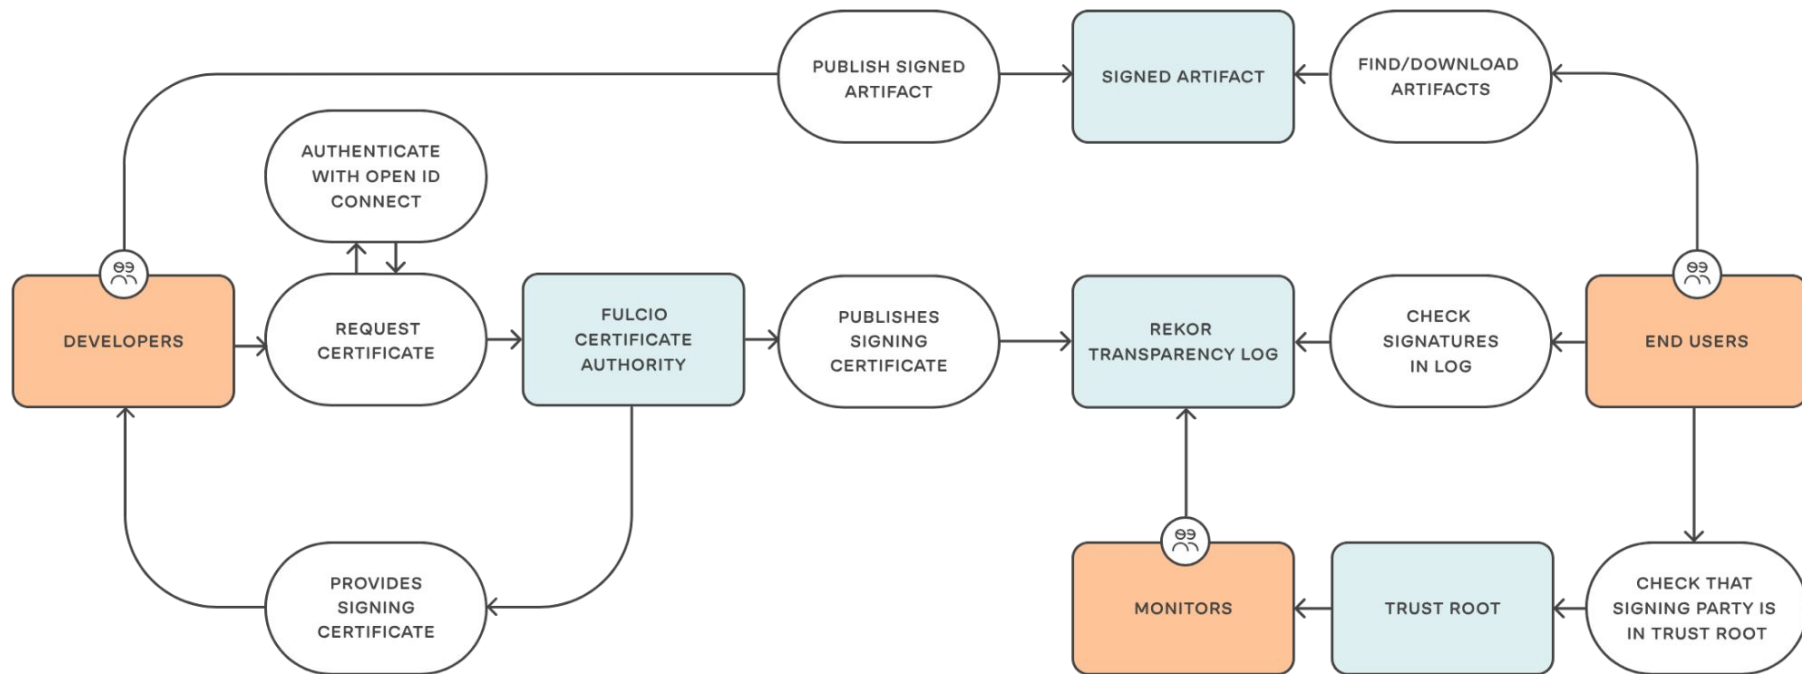 PUBLISH SIGNED
ARTIFACT
SIGNED ARTIFACT
FIND/DOWNLOAD
ARTIFACTS
AUTHENTICATE
WITH OPEN ID
CONNECT
DEVELOPERS
REQUEST
CERTIFICATE
FULCIO
CERTIFICATE
AUTHORITY
PUBLISHES
SIGNING
CERTIFICATE
REKOR
TRANSPARENCY LOG
CHECK
SIGNATURES
IN LOG
END USERS
PROVIDES
SIGNING
CERTIFICATE
MONITORS
TRUST ROOT
CHECK THAT
SIGNING PARTY IS
IN TRUST ROOT